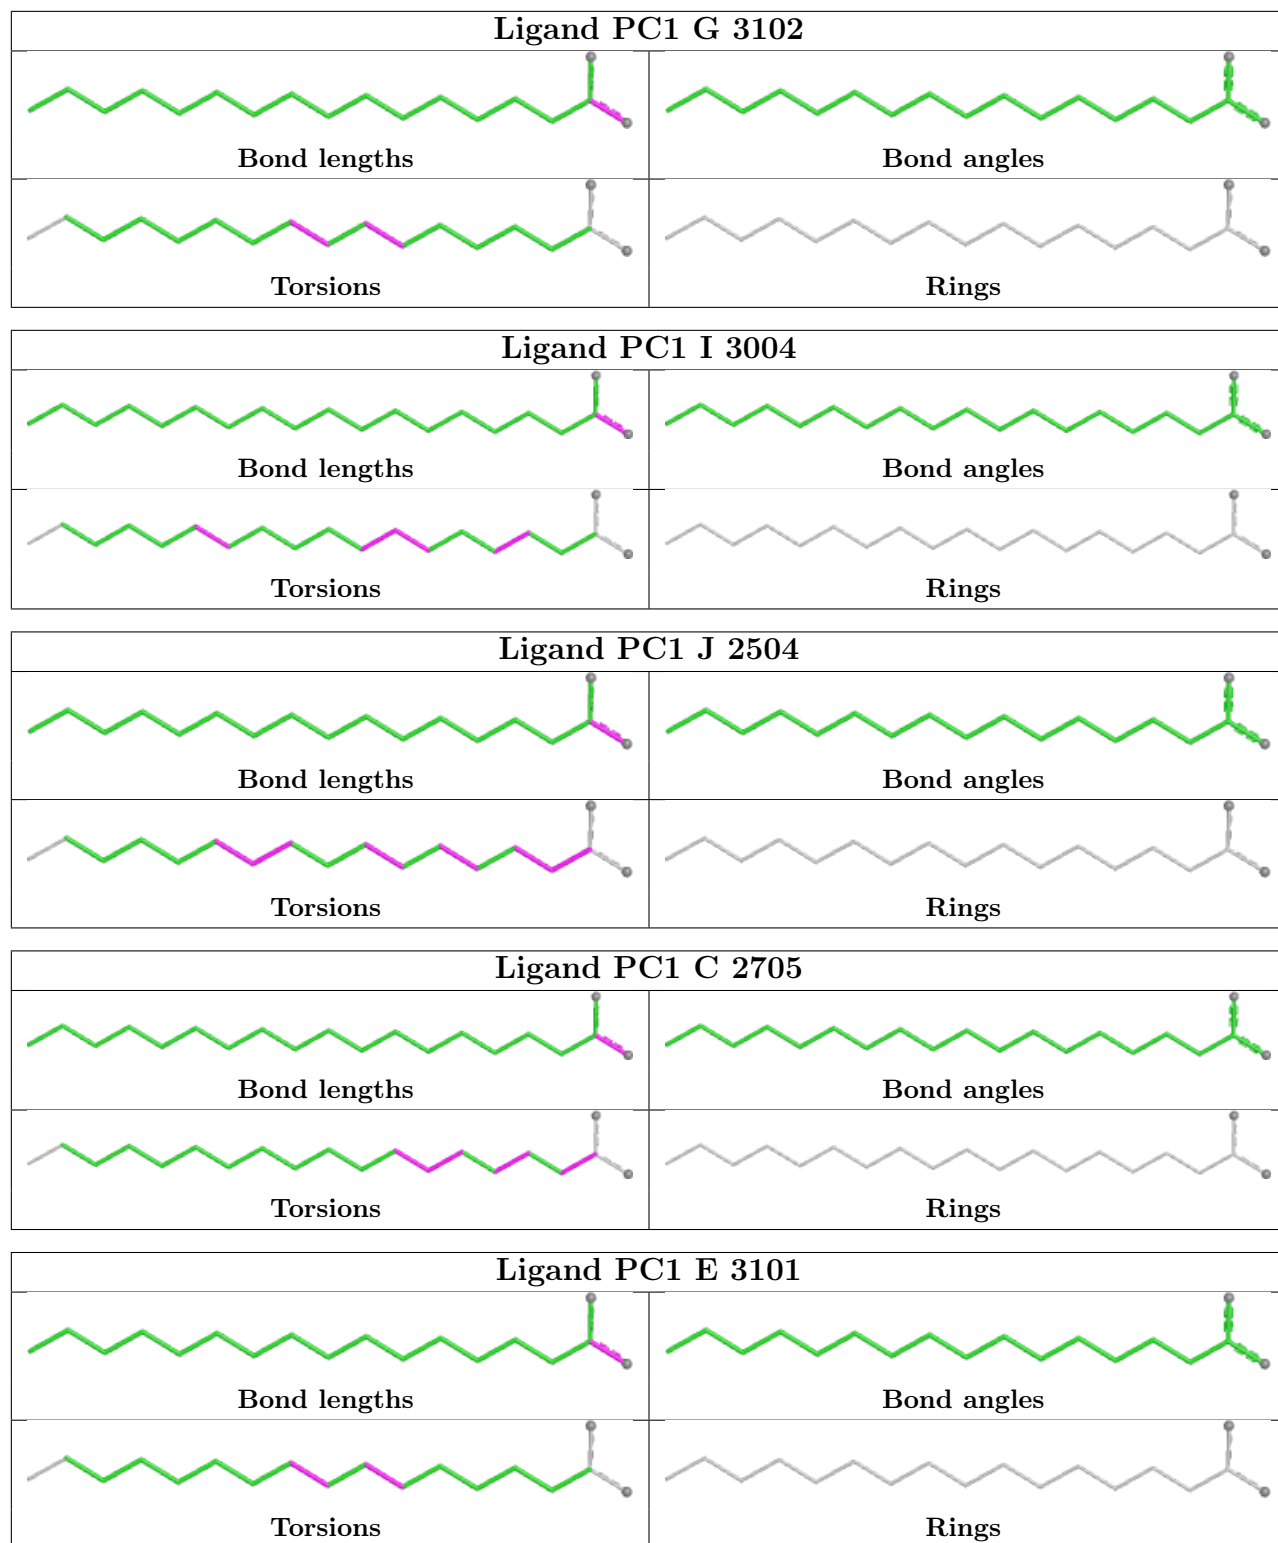 Ligand PC1 G 3102
Bond lengths
Bond angles
Torsions
Rings
Ligand PC1 I 3004
Bond lengths
Bond angles
Torsions
Rings
Ligand PC1 J 2504
Bond lengths
Bond angles
Torsions
Rings
Ligand PC1 C 2705
Bond lengths
Bond angles
Torsions
Rings
Ligand PC1 E 3101
Bond lengths
Bond angles
Torsions
Rings